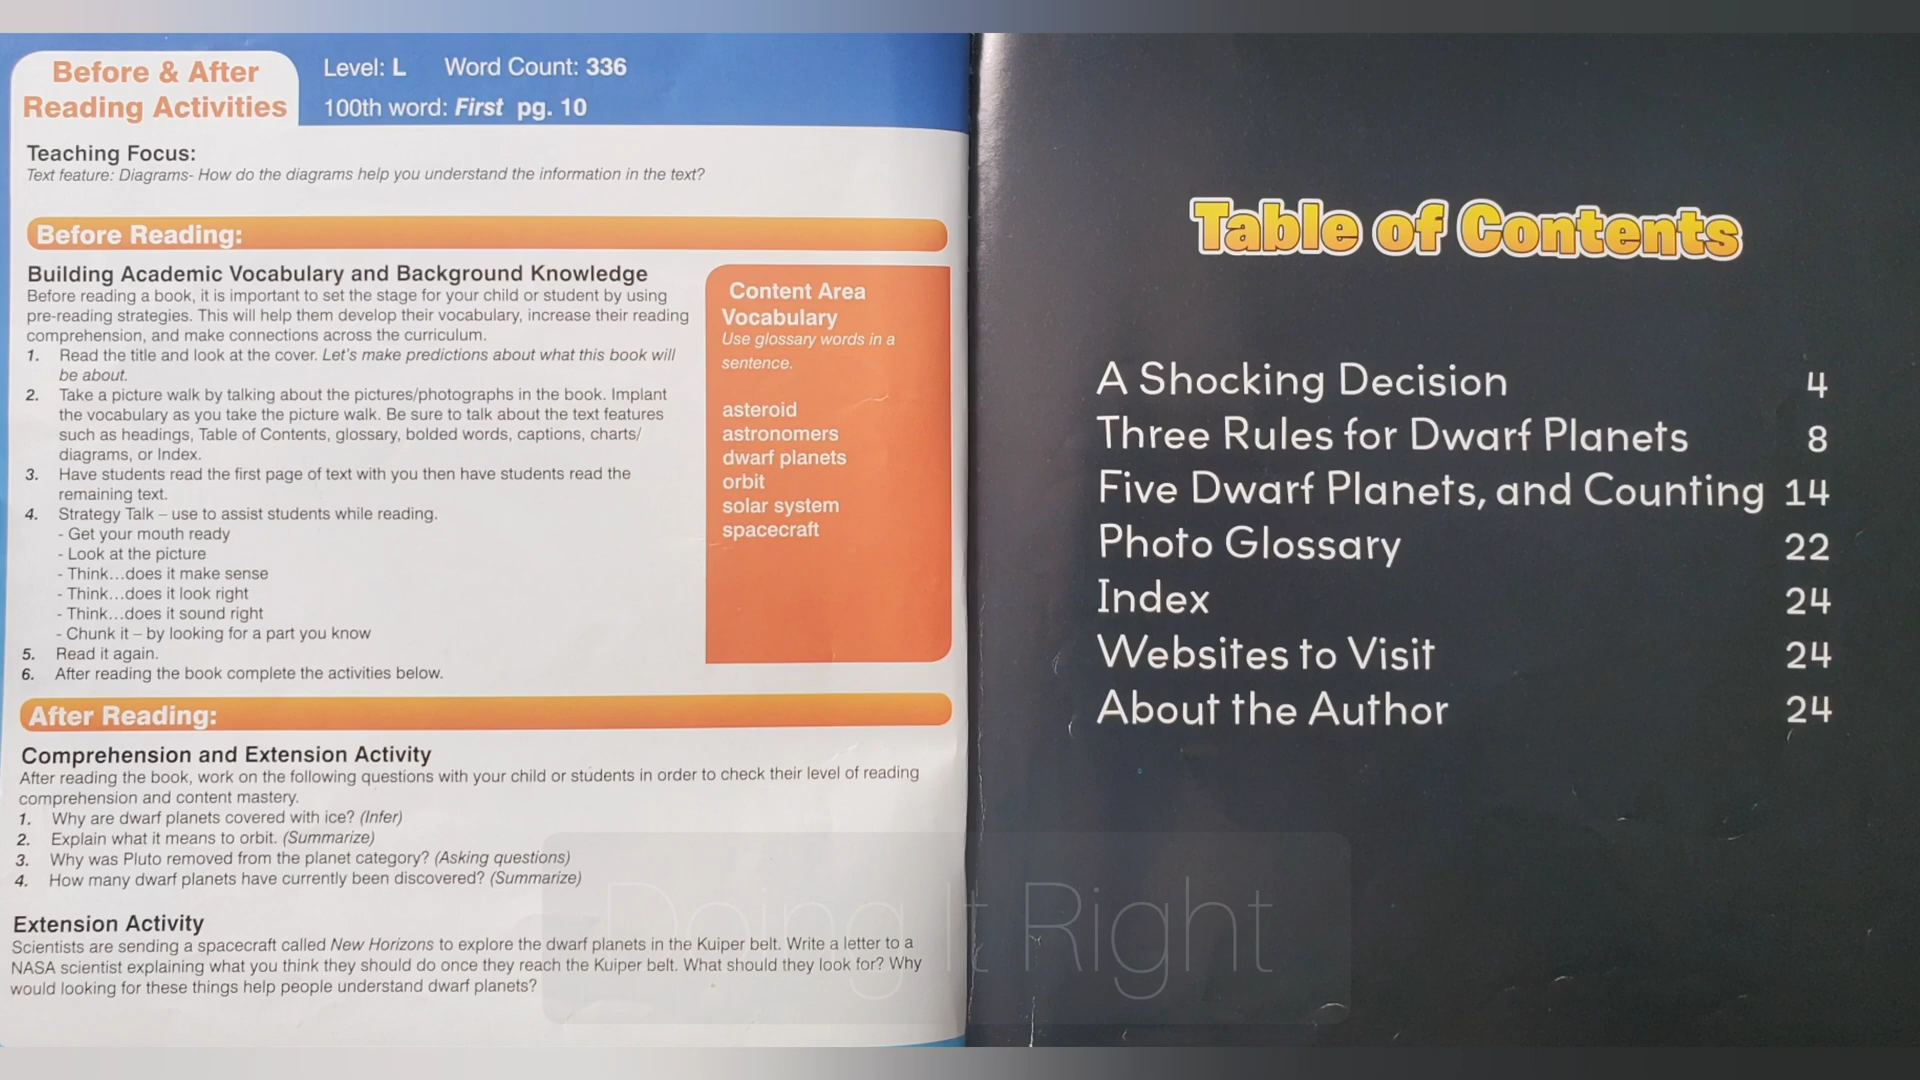 Before & After
Reading Activities
Level: L Word Count: 336
100th word: First pg. 10
Teaching Focus:
Text feature: Diagrams- How do the diagrams help you understand the information in the text?
Before Reading:
Building Academic Vocabulary and Background Knowledge
Before reading a book, it is important to set the stage for your child or student by using
pre-reading strategies. This will help them develop their vocabulary, increase their reading
comprehension, and make connections across the curriculum.
1. Read the title and look at the cover. Let's make predictions about what this book will
be about.
2. Take a picture walk by talking about the pictures/photographs in the book. Implant
the vocabulary as you take the picture walk. Be sure to talk about the text features
such as headings, Table of Contents, glossary, bolded words, captions, charts/
diagrams, or Index.
3. Have students read the first page of text with you then have students read the
remaining text.
4. Strategy Talk – use to assist students while reading.
- Get your mouth ready
- Look at the picture
- Think...does it make sense
- Think...does it look right
- Think...does it sound right
- Chunk it – by looking for a part you know
5. Read it again.
6. After reading the book complete the activities below.
Content Area
Vocabulary
Use glossary words in a
sentence.
asteroid
astronomers
dwarf planets
orbit
solar system
spacecraft
After Reading:
Comprehension and Extension Activity
After reading the book, work on the following questions with your child or students in order to check their level of reading
comprehension and content mastery.
1. Why are dwarf planets covered with ice? (Infer)
2. Explain what it means to orbit. (Summarize)
3. Why was Pluto removed from the planet category? (Asking questions)
4. How many dwarf planets have currently been discovered? (Summarize)
Extension Activity
Scientists are sending a spacecraft called New Horizons to explore the dwarf planets in the Kuiper belt. Write a letter to a
NASA scientist explaining what you think they should do once they reach the Kuiper belt. What should they look for? Why
would looking for these things help people understand dwarf planets?
Table of Contents
A Shocking Decision 4
Three Rules for Dwarf Planets 8
Five Dwarf Planets, and Counting 14
Photo Glossary 22
Index 24
Websites to Visit 24
About the Author 24
Doing It Right